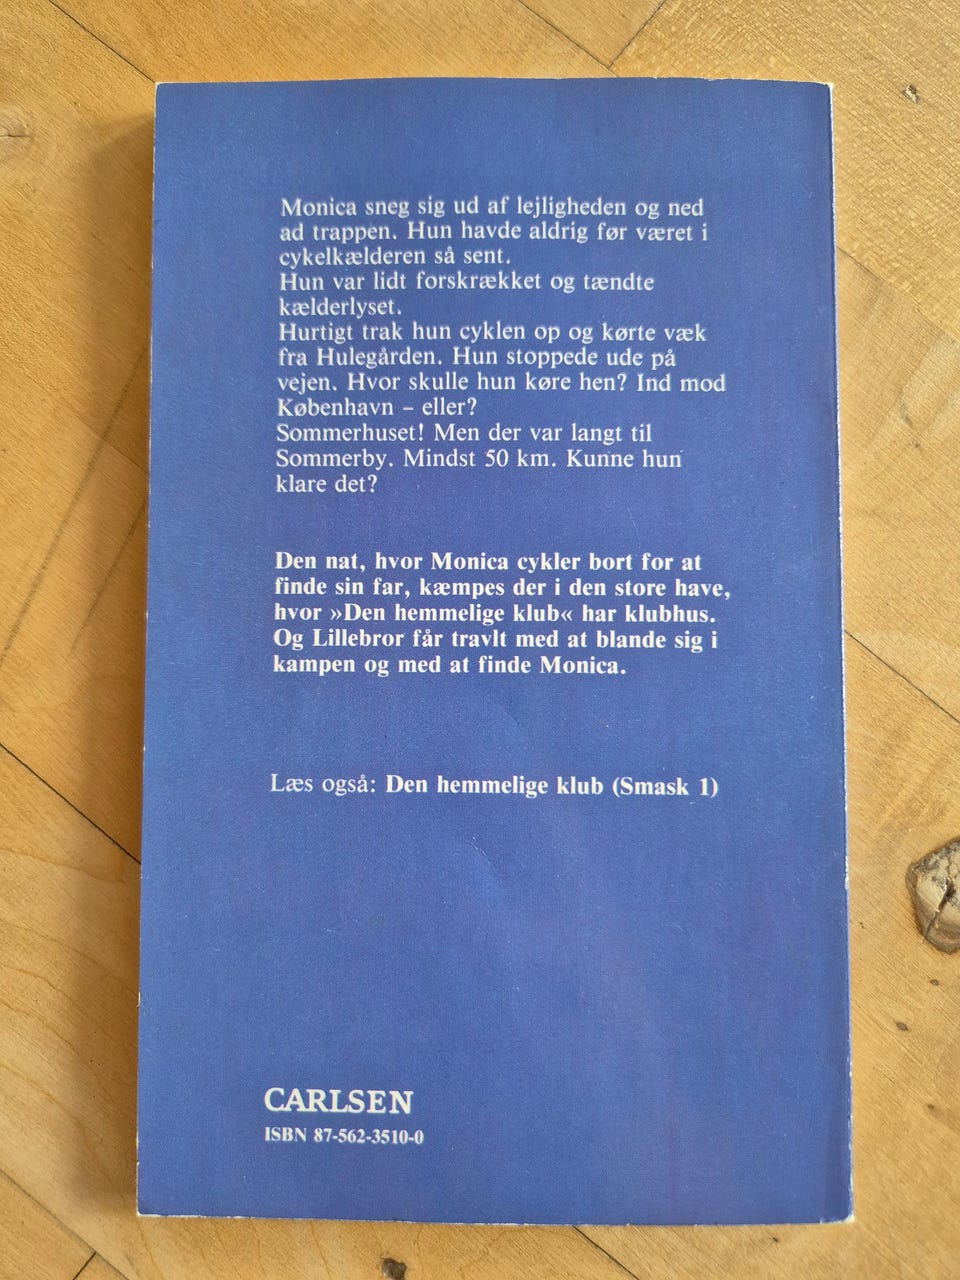 Monica sneg sig ud af lejligheden og ned
ad trappen. Hun havde aldrig før været i
cykelkælderen så sent.
Hun var lidt forskrækket og tændte
kælderlyset.
Hurtigt trak hun cyklen op og kørte væk
fra Hulegården. Hun stoppede ude på
vejen. Hvor skulle hun køre hen? Ind mod
København – eller?
Sommerhuset! Men der var langt til
Sommerby. Mindst 50 km. Kunne hun
klare det?
Den nat, hvor Monica cykler bort for at
finde sin far, kæmpes der i den store have,
hvor »Den hemmelige klub« har klubhus.
Og Lillebror får travlt med at blande sig i
kampen og med at finde Monica.
Læs også: Den hemmelige klub (Smask 1)
CARLSEN
ISBN 87-562-3510-0